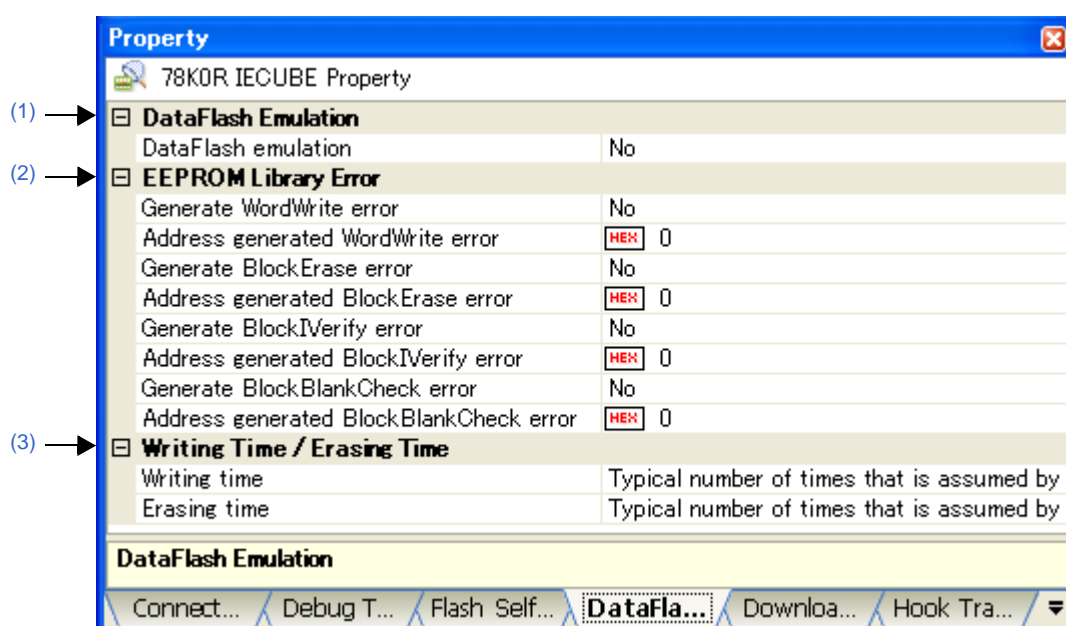 Property
78K0R IECUBE Property
(1)
DataFlash Emulation
DataFlash emulation No
(2)
EEPROM Library Error
Generate WordWrite error No
Address generated WordWrite error HEX 0
Generate BlockErase error No
Address generated BlockErase error HEX 0
Generate BlockIVerify error No
Address generated BlockIVerify error HEX 0
Generate BlockBlankCheck error No
Address generated BlockBlankCheck error HEX 0
(3)
Writing Time / Erasing Time
Writing time Typical number of times that is assumed by
Erasing time Typical number of times that is assumed by
DataFlash Emulation
Connect... Debug T... Flash Self... DataFla... Downloa... Hook Tra...